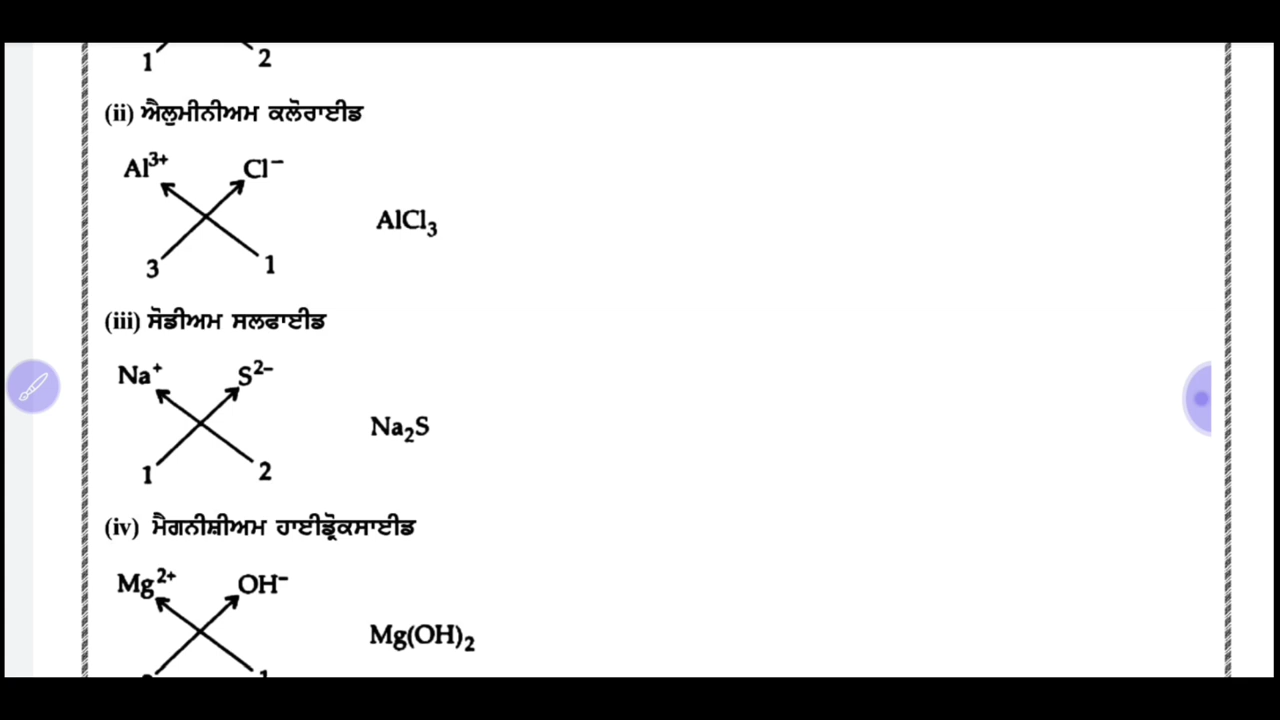 1 2
(ii) ਐਲੂਮੀਨੀਅਮ ਕਲੋਰਾਈਡ
Al³⁺ Cl⁻
AlCl₃
3 1
(iii) ਸੋਡੀਅਮ ਸਲਫਾਈਡ
Na⁺ S²⁻
Na₂S
1 2
(iv) ਮੈਗਨੀਸ਼ੀਅਮ ਹਾਈਡ੍ਰੋਕਸਾਈਡ
Mg²⁺ OH⁻
Mg(OH)₂